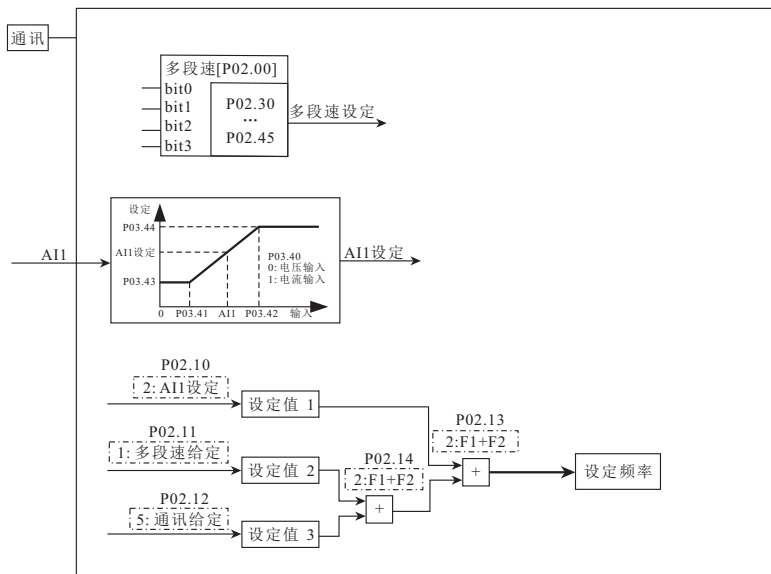 通讯
多段速[P02.00]
bit0
bit1
bit2
bit3
P02.30
...
P02.45
多段速设定
AI1
设定
P03.44
AI1设定
P03.43
P03.40
0: 电压输入
1: 电流输入
0
P03.41
AI1
P03.42
输入
AI1设定
P02.10
2: AI1设定
设定值 1
P02.11
1: 多段速给定
设定值 2
P02.12
5: 通讯给定
设定值 3
P02.14
2:F1+F2
+
P02.13
2:F1+F2
+
设定频率